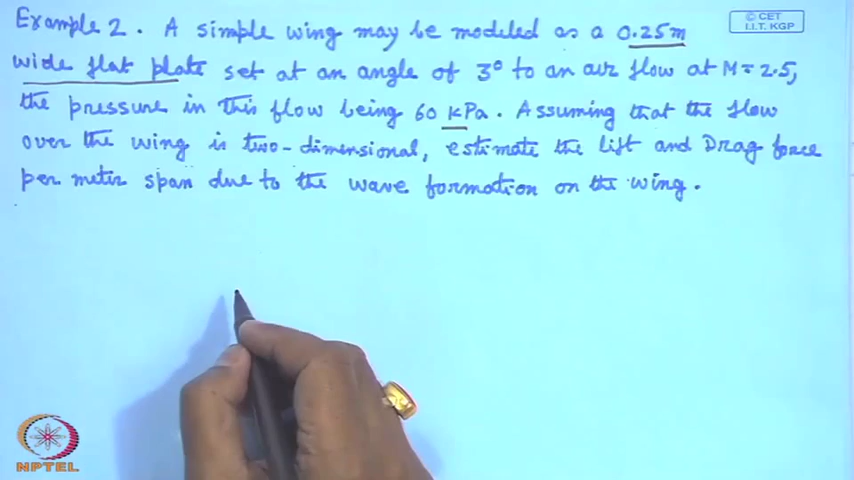 Example 2. A simple wing may be modeled as a 0.25m
wide flat plate set at an angle of 3° to an air flow at M=2.5,
the pressure in this flow being 60 kPa. Assuming that the flow
over the wing is two-dimensional, estimate the lift and Drag force
per meter span due to the wave formation on the wing.
© CET
I.I.T. KGP
NPTEL